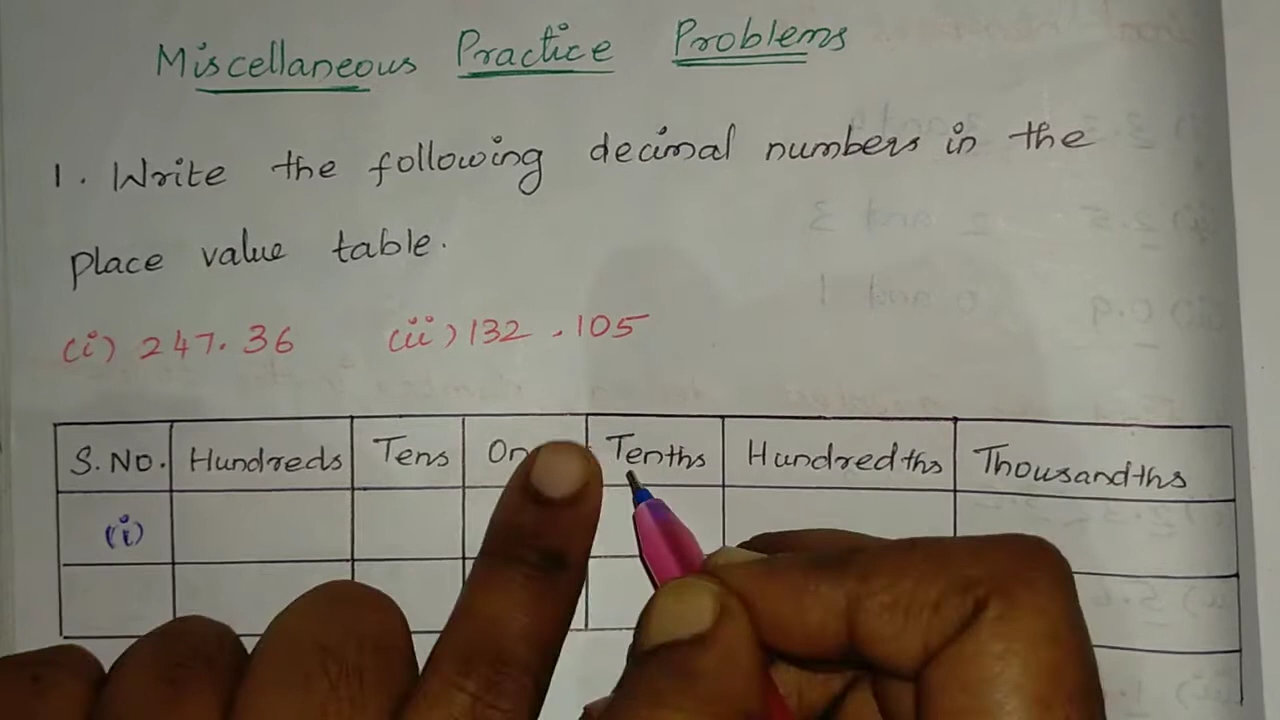 Miscellaneous Practice Problems
1. Write the following decimal numbers in the
place value table.
(i) 247.36 (ii) 132.105
S.No. Hundreds Tens Tenths Hundredths Thousandths
(i)